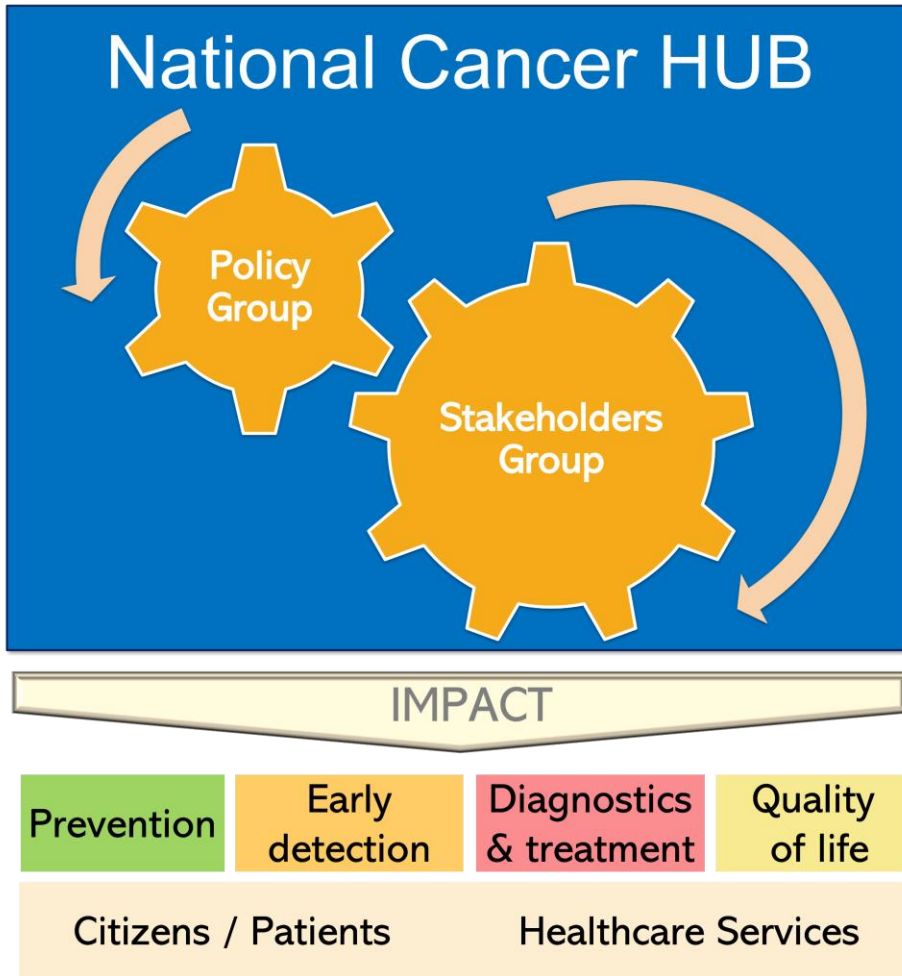 National Cancer HUB
Policy
Group
Stakeholders
Group
IMPACT
Prevention
Early
detection
Diagnostics
& treatment
Quality
of life
Citizens / Patients
Healthcare Services